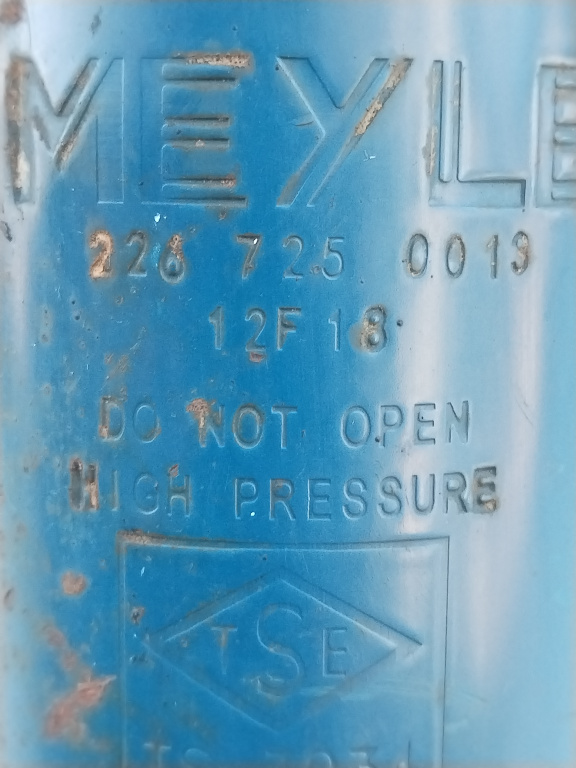 MEYLE
226 725 0013
12F18
DO NOT OPEN
HIGH PRESSURE
TSE